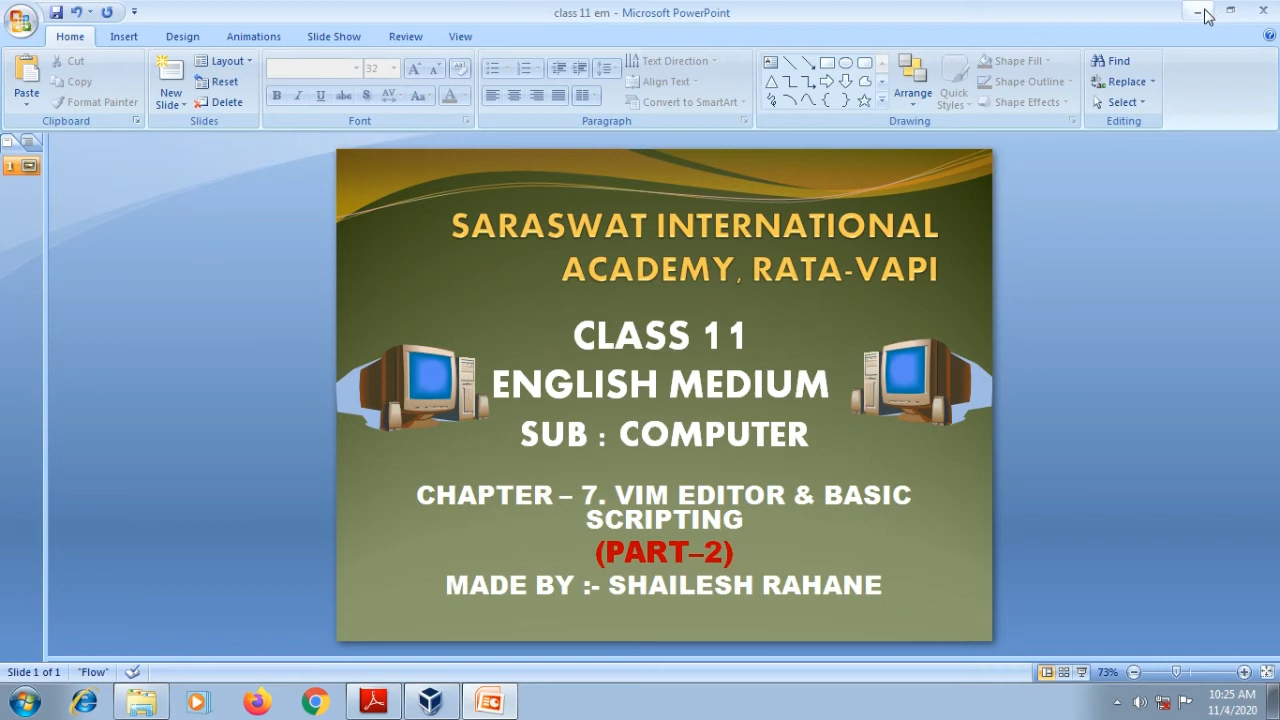 class 11 em - Microsoft PowerPoint
Home Insert Design Animations Slide Show Review View
Paste
Cut
Copy
Format Painter
Clipboard
New Slide
Layout
Reset
Delete
Slides
32
B I U abc S AV Aa A
Font
Text Direction
Align Text
Convert to SmartArt
Paragraph
Arrange
Quick Styles
Shape Fill
Shape Outline
Shape Effects
Drawing
Find
Replace
Select
Editing
1
SARASWAT INTERNATIONAL
ACADEMY, RATA-VAPI
CLASS 11
ENGLISH MEDIUM
SUB : COMPUTER
CHAPTER – 7. VIM EDITOR & BASIC
SCRIPTING
(PART–2)
MADE BY :- SHAILESH RAHANE
Slide 1 of 1 "Flow" 73%
10:25 AM
11/4/2020